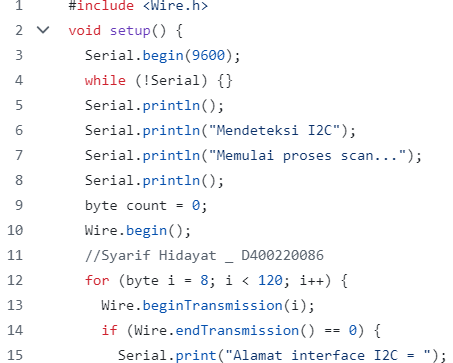 1 #include <Wire.h>
2 void setup() {
3 Serial.begin(9600);
4 while (!Serial) {}
5 Serial.println();
6 Serial.println("Mendeteksi I2C");
7 Serial.println("Memulai proses scan...");
8 Serial.println();
9 byte count = 0;
10 Wire.begin();
11 //Syarif Hidayat _ D400220086
12 for (byte i = 8; i < 120; i++) {
13 Wire.beginTransmission(i);
14 if (Wire.endTransmission() == 0) {
15 Serial.print("Alamat interface I2C = ");